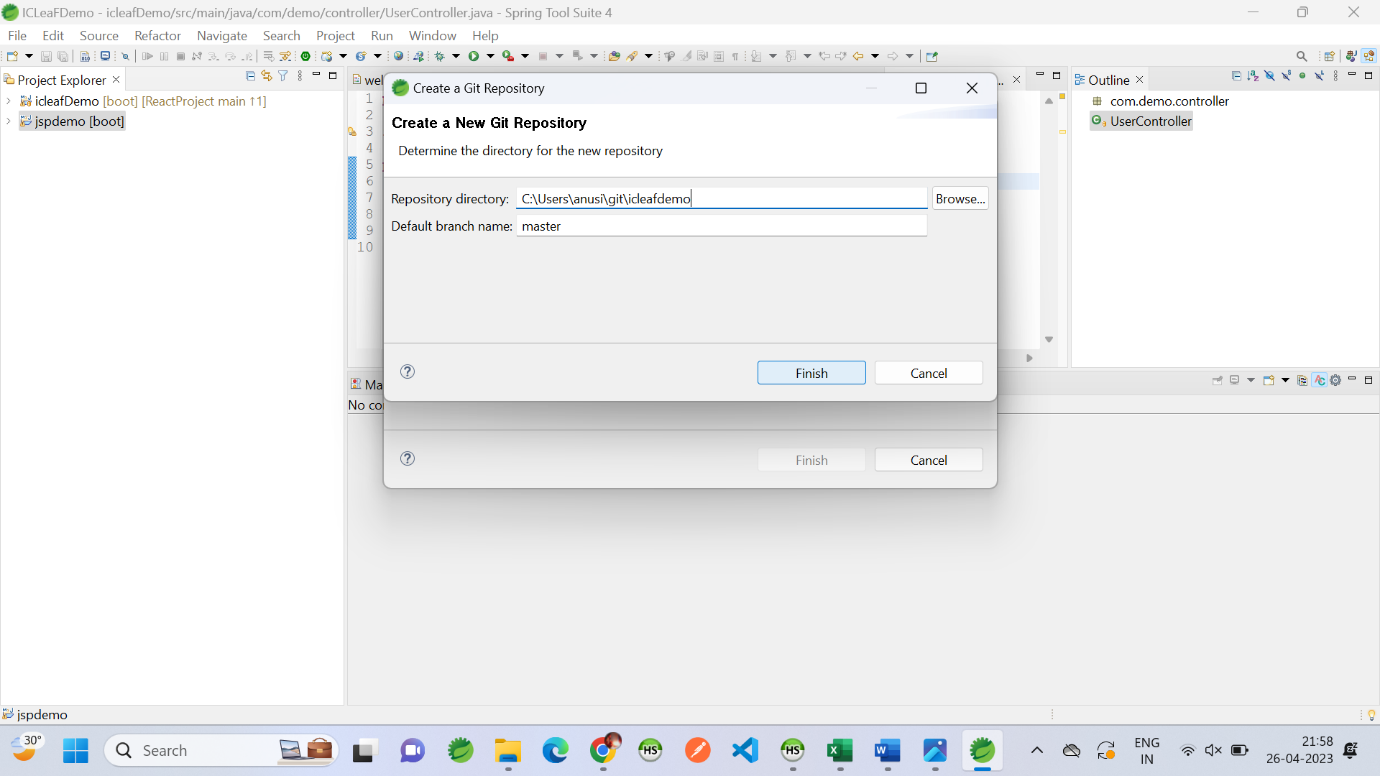 ICLeaFDemo - icleafDemo/src/main/java/com/demo/controller/UserController.java - Spring Tool Suite 4
File Edit Source Refactor Navigate Search Project Run Window Help
Project Explorer
icleafDemo [boot] [ReactProject main ↑1]
jspdemo [boot]
wel
1
2
3
4
5
6
7
8
9
10
Create a Git Repository
Create a New Git Repository
Determine the directory for the new repository
Repository directory: C:\Users\anusi\git\icleafdemo Browse...
Default branch name: master
Finish Cancel
Finish Cancel
Outline
com.demo.controller
UserController
Ma
No co
jspdemo
30°
Search
HS
HS
ENG
IN
21:58
26-04-2023